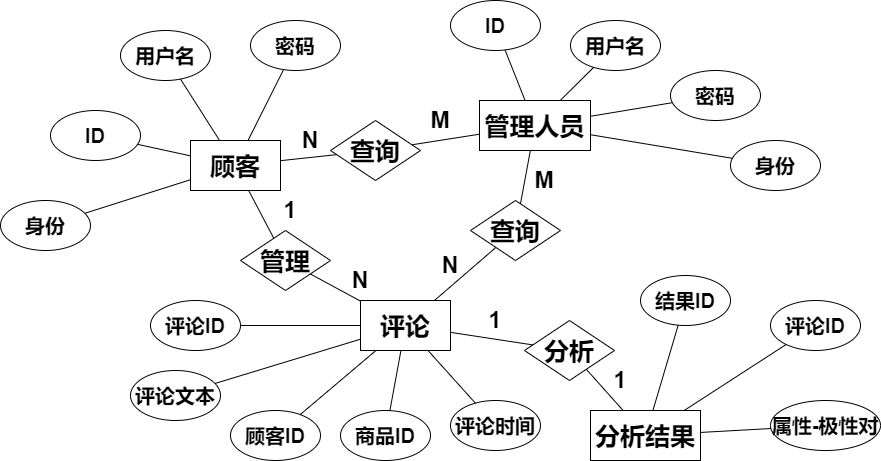 ID
用户名
密码
用户名
密码
ID
N
M
管理人员
查询
顾客
身份
M
身份
1
查询
管理
N
N
结果ID
评论ID
评论
1
评论ID
分析
评论文本
1
顾客ID
商品ID
评论时间
分析结果
属性-极性对